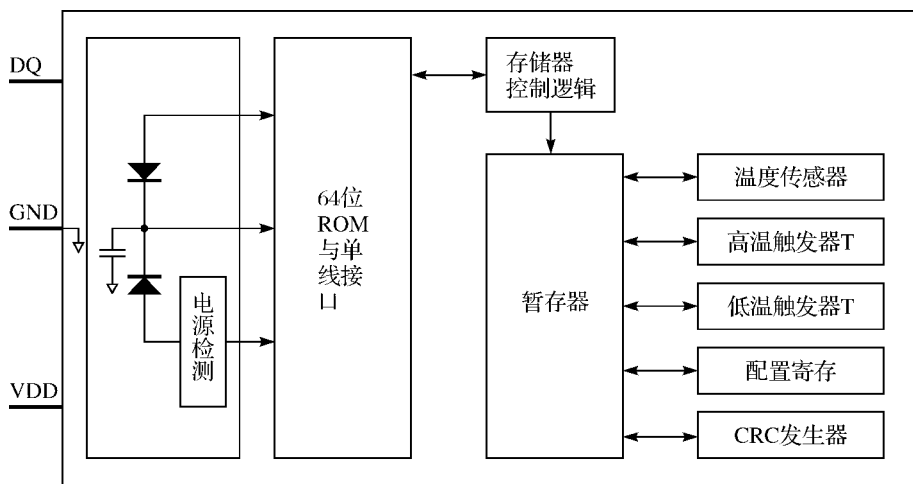 DQ
GND
VDD
电
源
检
测
64位
ROM
与单
线接
口
存储器
控制逻辑
暂存器
温度传感器
高温触发器T
低温触发器T
配置寄存
CRC发生器